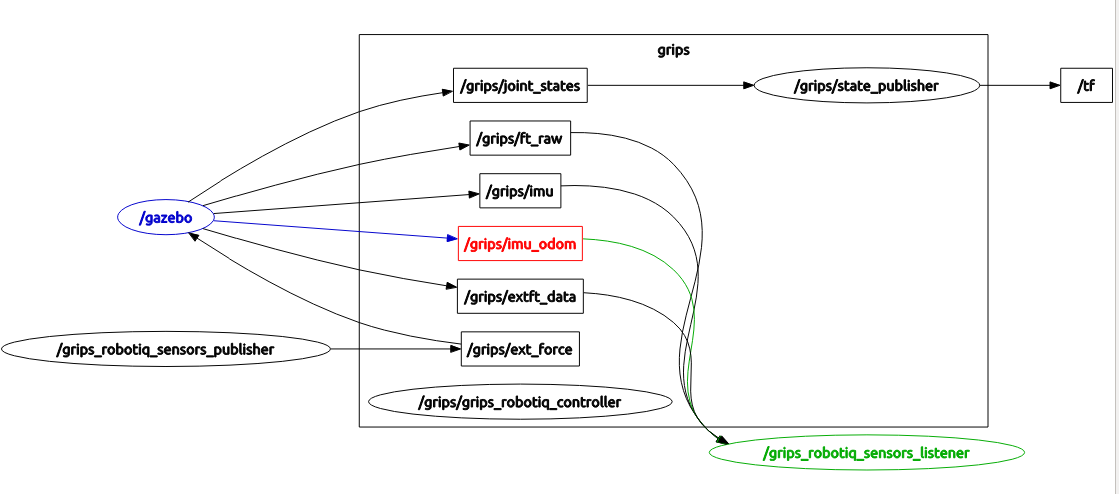 grips
/grips/joint_states
/grips/state_publisher
/tf
/grips/ft_raw
/grips/imu
/gazebo
/grips/imu_odom
/grips/extft_data
/grips_robotiq_sensors_publisher
/grips/ext_force
/grips/grips_robotiq_controller
/grips_robotiq_sensors_listener